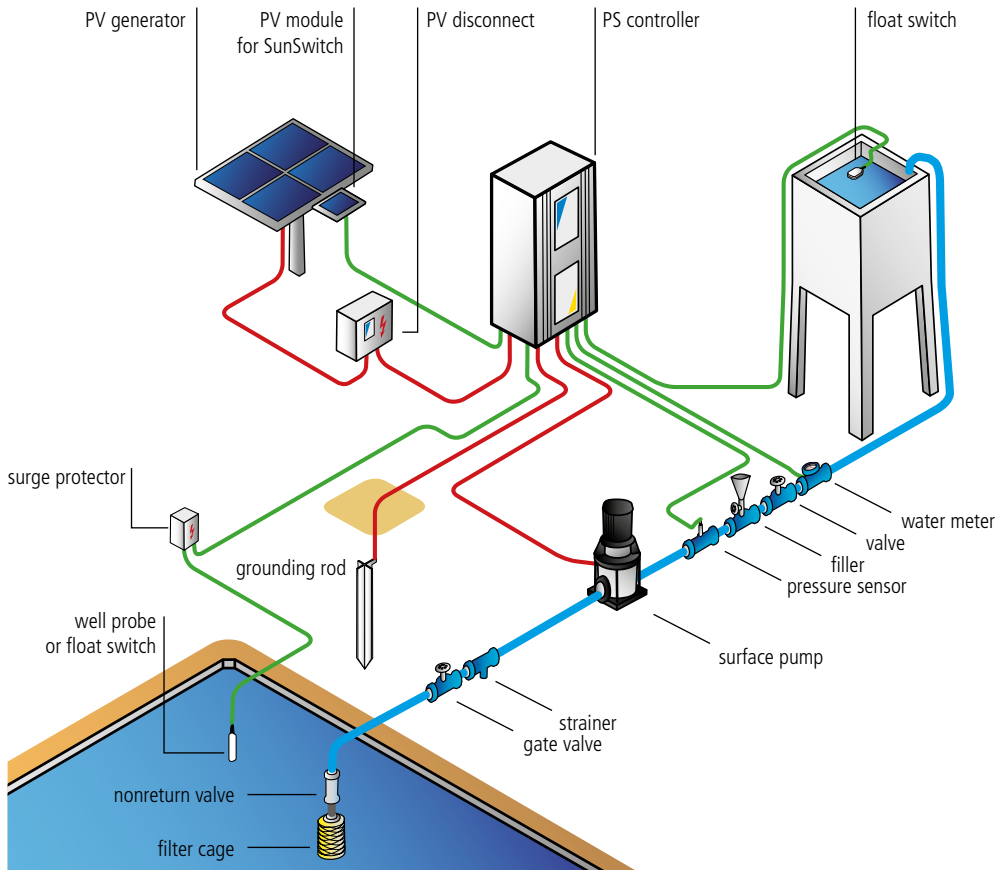 PV generator
PV module
for SunSwitch
PV disconnect
PS controller
float switch
surge protector
grounding rod
water meter
valve
filler
pressure sensor
well probe
or float switch
surface pump
strainer
gate valve
nonreturn valve
filter cage